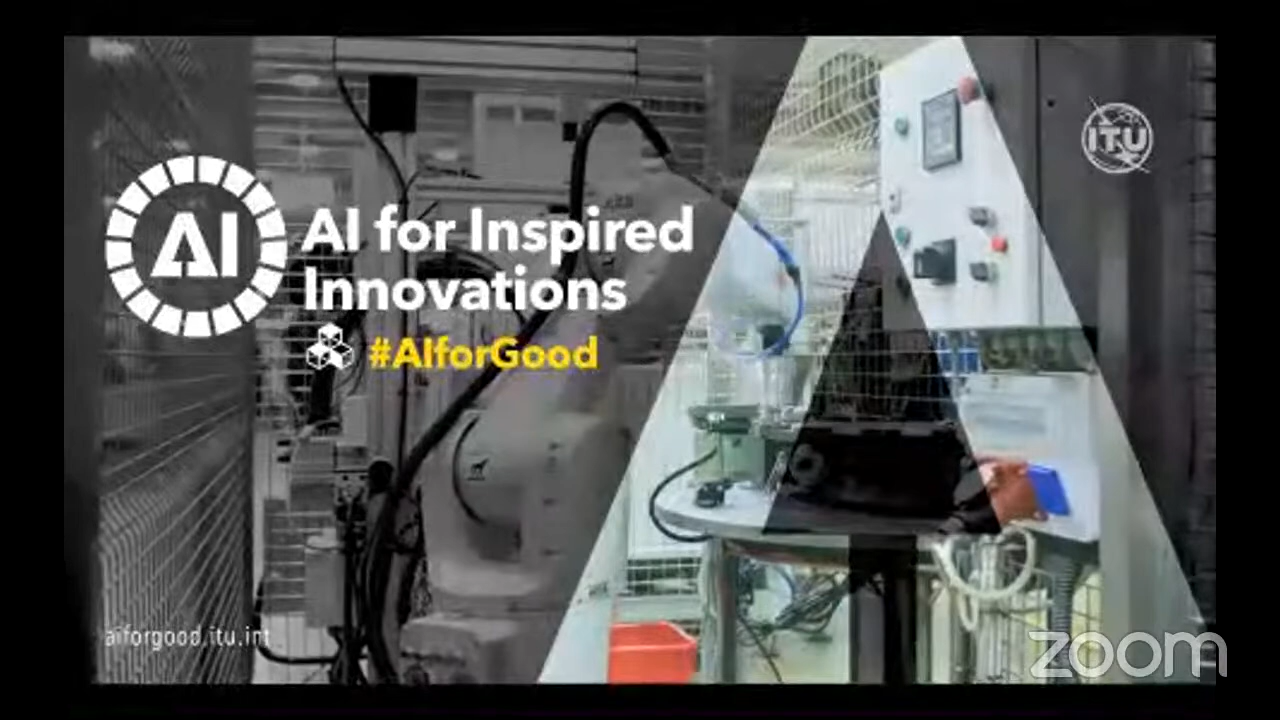 AI
AI for Inspired
Innovations
#AIforGood
ITU
aiforgood.itu.int
zoom